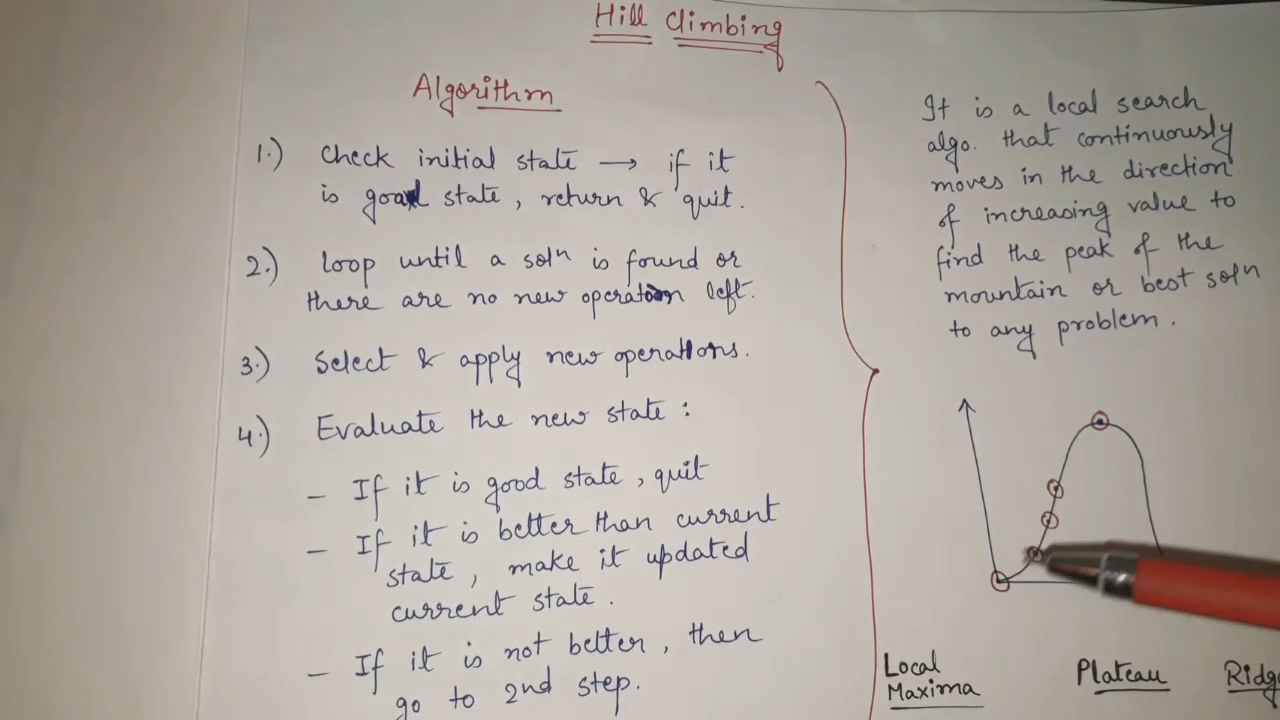 Hill Climbing
Algorithm
1.) Check initial state → if it
is goal state, return & quit.
2.) Loop until a solⁿ is found or
there are no new operation left.
3.) Select & apply new operations.
4.) Evaluate the new state :
- If it is good state, quit
- If it is better than current
state, make it updated
current state.
- If it is not better, then
go to 2nd step.
It is a local search
algo. that continuously
moves in the direction
of increasing value to
find the peak of the
mountain or best solⁿ
to any problem.
Local
Maxima
Plateau
Ridg